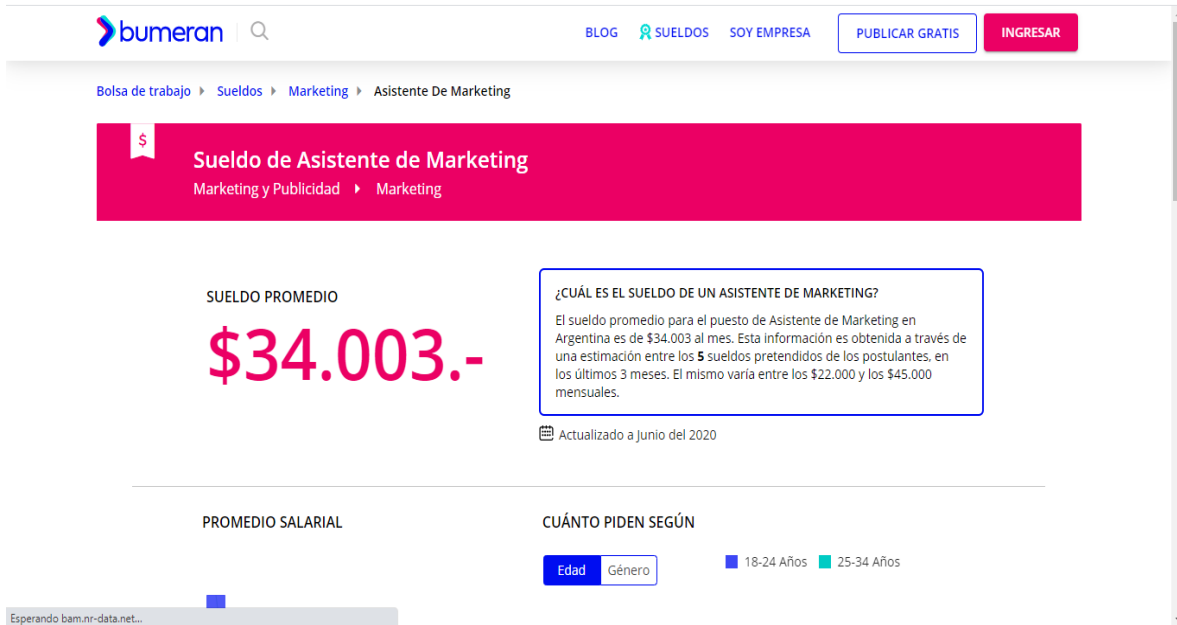 bumeran
BLOG
SUELDOS
SOY EMPRESA
PUBLICAR GRATIS
INGRESAR
Bolsa de trabajo
Sueldos
Marketing
Asistente De Marketing
$
Sueldo de Asistente de Marketing
Marketing y Publicidad
Marketing
SUELDO PROMEDIO
$34.003.-
¿CUÁL ES EL SUELDO DE UN ASISTENTE DE MARKETING?
El sueldo promedio para el puesto de Asistente de Marketing en
Argentina es de $34.003 al mes. Esta información es obtenida a través de
una estimación entre los 5 sueldos pretendidos de los postulantes, en
los últimos 3 meses. El mismo varía entre los $22.000 y los $45.000
mensuales.
Actualizado a Junio del 2020
PROMEDIO SALARIAL
CUÁNTO PIDEN SEGÚN
Edad
Género
18-24 Años
25-34 Años
Esperando bam.nr-data.net...